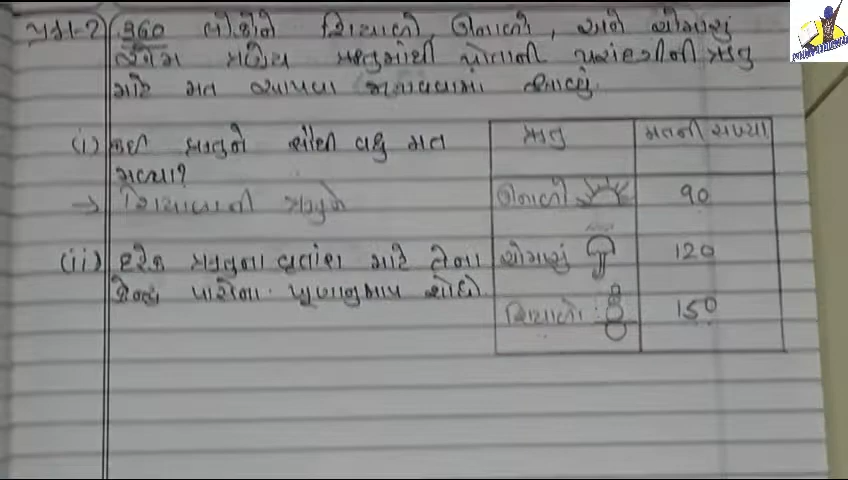 પ્રશ્ન-2 360 લોકોને શિયાળો, ઉનાળો, અને ચોમાસું
એમ ત્રણેય ઋતુમાંથી પોતાની પસંદગીની ઋતુ
માટે મત આપવા જણાવવામાં આવ્યું.
(i) કઈ ઋતુને સૌથી વધુ મત
મળ્યા?
→ શિયાળાની ઋતુને
(ii) દરેક ઋતુના વૃતાંશ માટે તેના
કેન્દ્ર પાસેના ખૂણાનું માપ શોધો.
ઋતુ મતની સંખ્યા
ઉનાળો 90
ચોમાસું 120
શિયાળો 150